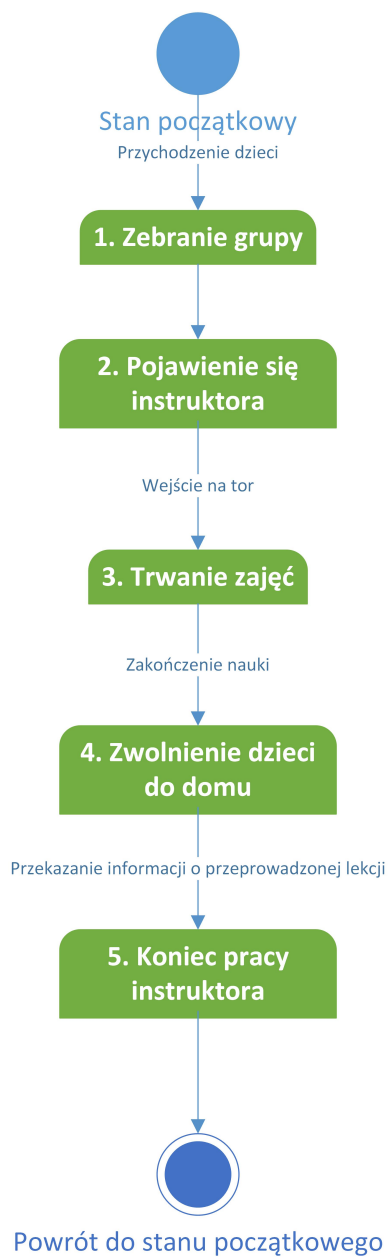 Stan początkowy
Przychodzenie dzieci
1. Zebranie grupy
2. Pojawienie się
instruktora
Wejście na tor
3. Trwanie zajęć
Zakończenie nauki
4. Zwolnienie dzieci
do domu
Przekazanie informacji o przeprowadzonej lekcji
5. Koniec pracy
instruktora
Powrót do stanu początkowego